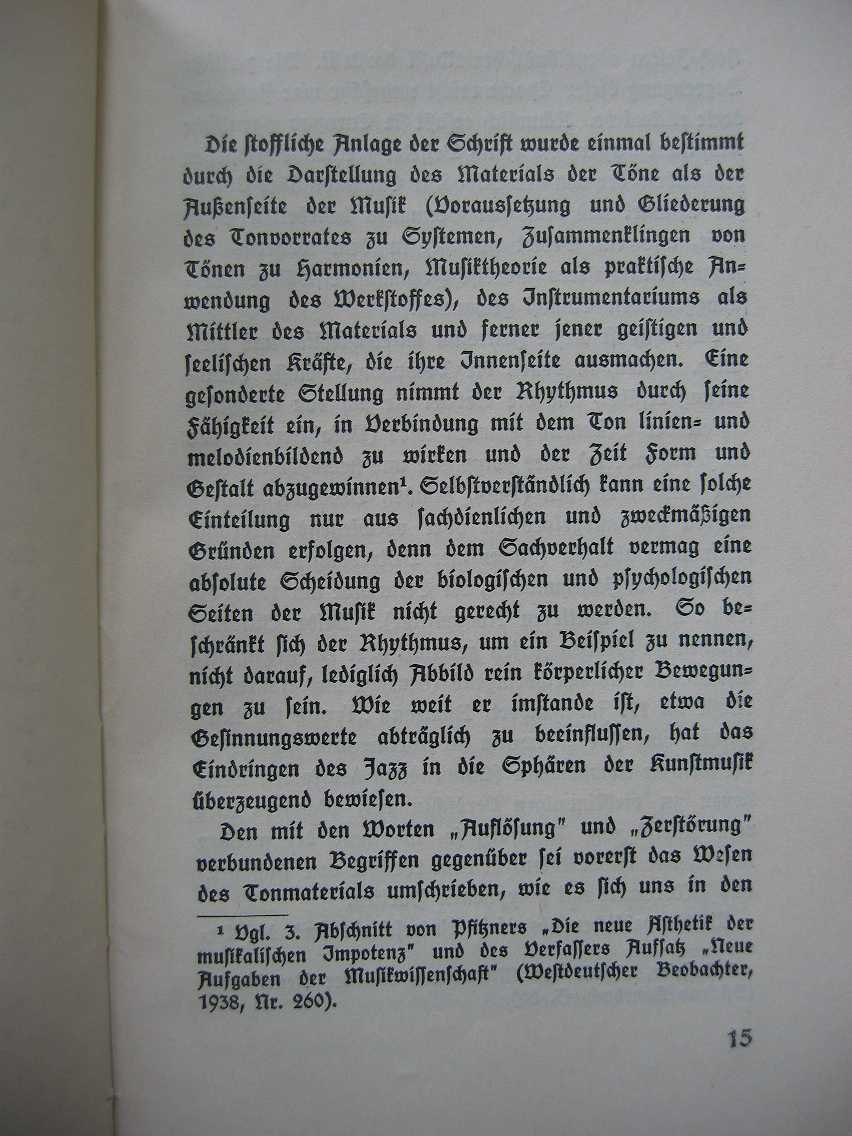 Die stoffliche Anlage der Schrift wurde einmal bestimmt
durch die Darstellung des Materials der Töne als der
Außenseite der Musik (Voraussetzung und Gliederung
des Tonvorrates zu Systemen, Zusammenklingen von
Tönen zu Harmonien, Musiktheorie als praktische An-
wendung des Werkstoffes), des Instrumentariums als
Mittler des Materials und ferner jener geistigen und
seelischen Kräfte, die ihre Innenseite ausmachen. Eine
gesonderte Stellung nimmt der Rhythmus durch seine
Fähigkeit ein, in Verbindung mit dem Ton linien- und
melodienbildend zu wirken und der Zeit Form und
Gestalt abzugewinnen¹. Selbstverständlich kann eine solche
Einteilung nur aus sachdienlichen und zweckmäßigen
Gründen erfolgen, denn dem Sachverhalt vermag eine
absolute Scheidung der biologischen und psychologischen
Seiten der Musik nicht gerecht zu werden. So be-
schränkt sich der Rhythmus, um ein Beispiel zu nennen,
nicht darauf, lediglich Abbild rein körperlicher Bewegun-
gen zu sein. Wie weit er imstande ist, etwa die
Gesinnungswerte abträglich zu beeinflussen, hat das
Eindringen des Jazz in die Sphären der Kunstmusik
überzeugend bewiesen.
Den mit den Worten „Auflösung" und „Zerstörung"
verbundenen Begriffen gegenüber sei vorerst das Wesen
des Tonmaterials umschrieben, wie es sich uns in den
¹ Vgl. 3. Abschnitt von Pfitzners „Die neue Ästhetik der
musikalischen Impotenz" und des Verfassers Aufsatz „Neue
Aufgaben der Musikwissenschaft" (Westdeutscher Beobachter,
1938, Nr. 260).
15